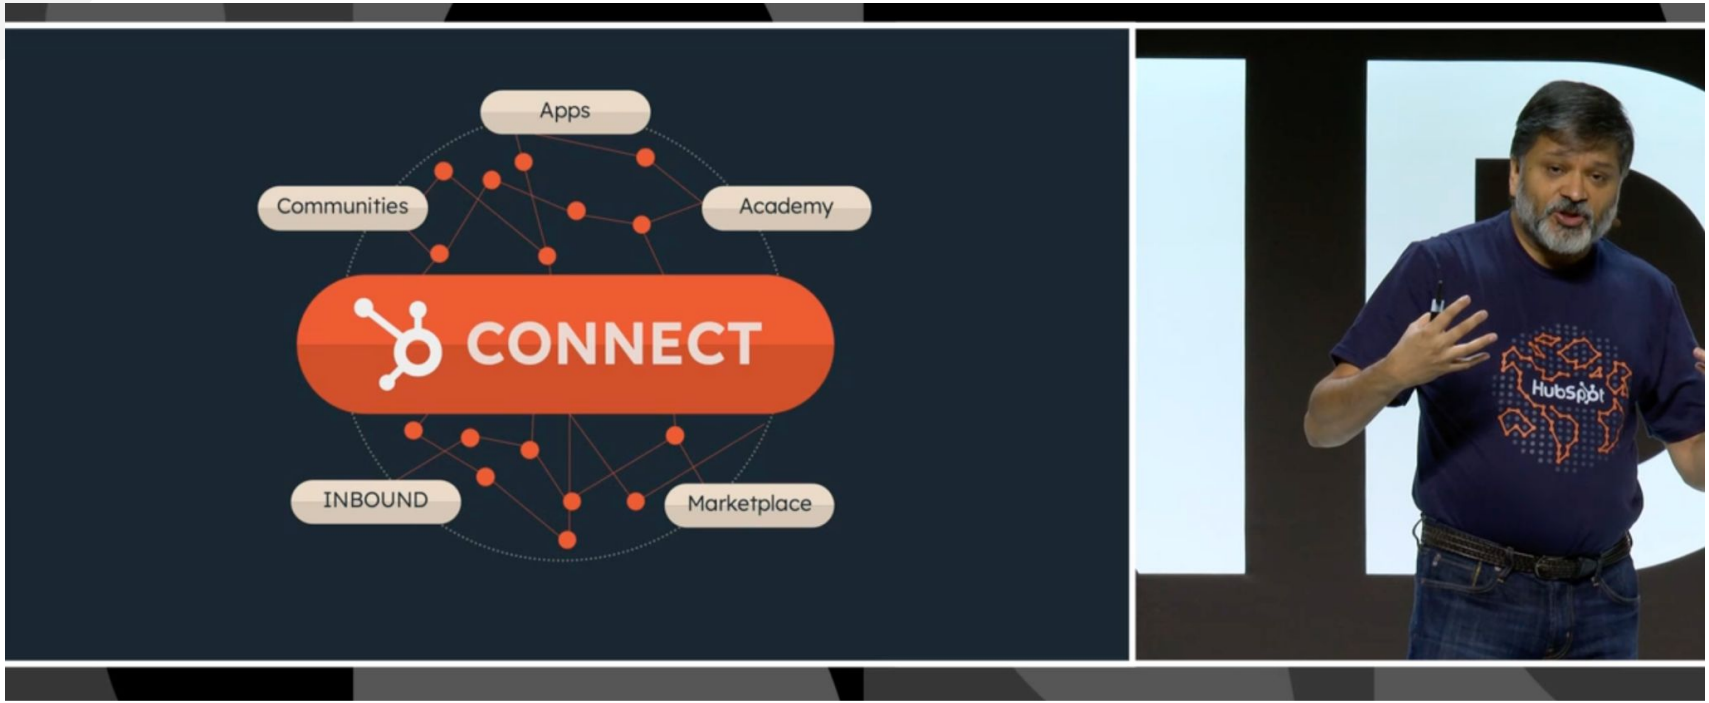 Apps
Communities
Academy
CONNECT
INBOUND
Marketplace
HubSpot